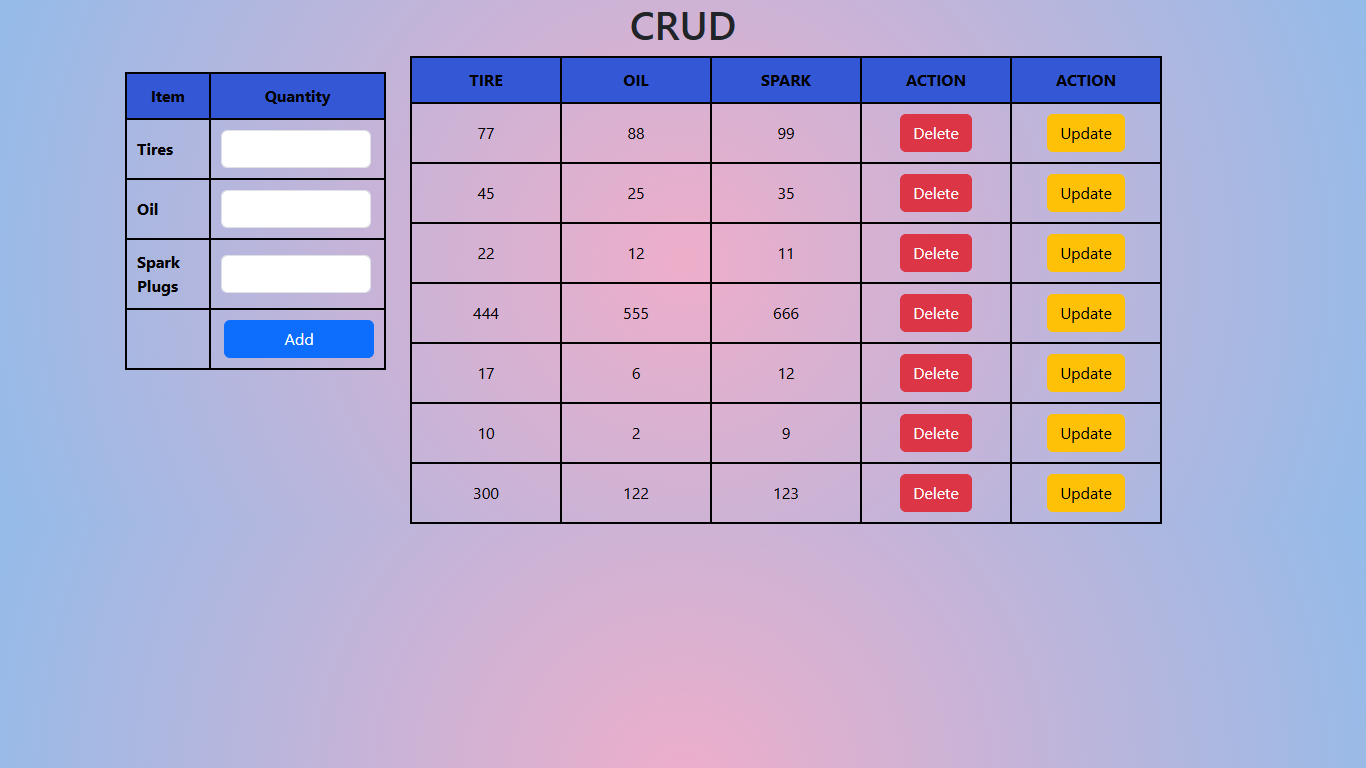 CRUD
Item Quantity
Tires
Oil
Spark
Plugs
Add
TIRE OIL SPARK ACTION ACTION
77 88 99 Delete Update
45 25 35 Delete Update
22 12 11 Delete Update
444 555 666 Delete Update
17 6 12 Delete Update
10 2 9 Delete Update
300 122 123 Delete Update